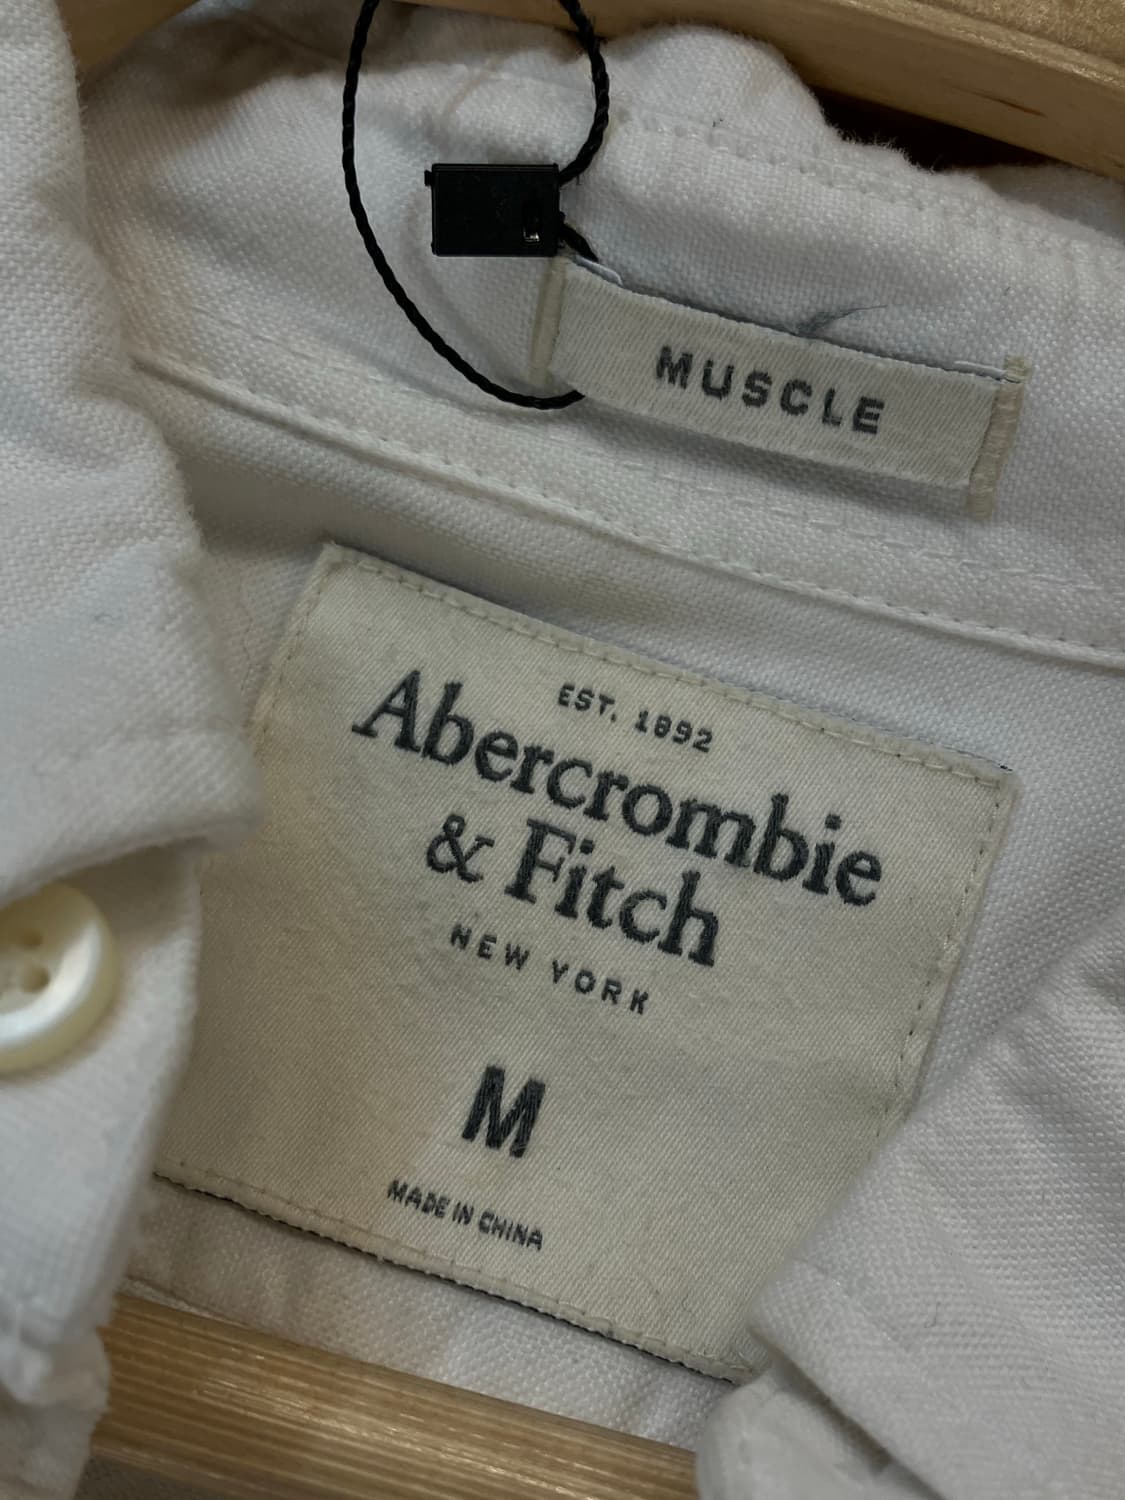 MUSCLE
EST. 1892
Abercrombie
& Fitch
NEW YORK
M
MADE IN CHINA